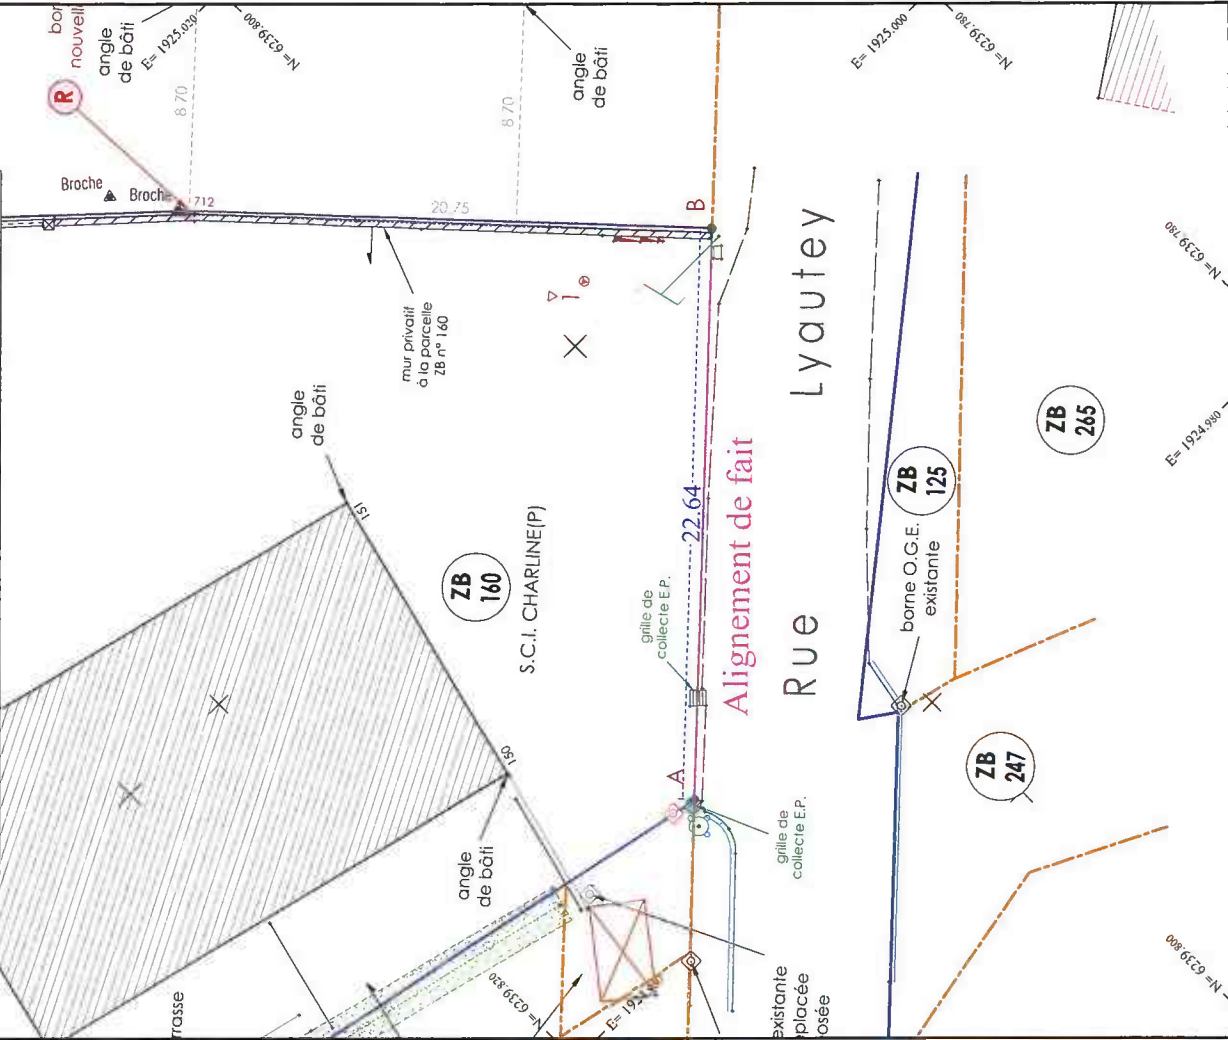 bor
nouvell
R
angle
de bâti
E= 1925.020
N= 6239.800
8 70
angle
de bâti
8 70
E= 1925.000
N= 6239.780
Broche
Broche
712
20.75
B
mur privatif
à la parcelle
ZB n° 160
Rue Lyautey
N= 6239.780
E= 1924.980
angle
de bâti
151
ZB
160
S.C.I. CHARLINE(P)
22.64
Alignement de fait
grille de
collecte E.P.
ZB
125
ZB
265
borne O.G.E.
existante
150
A
ZB
247
angle
de bâti
grille de
collecte E.P.
N= 6239.820
existante
placée
osée
rrasse
N= 6239.800